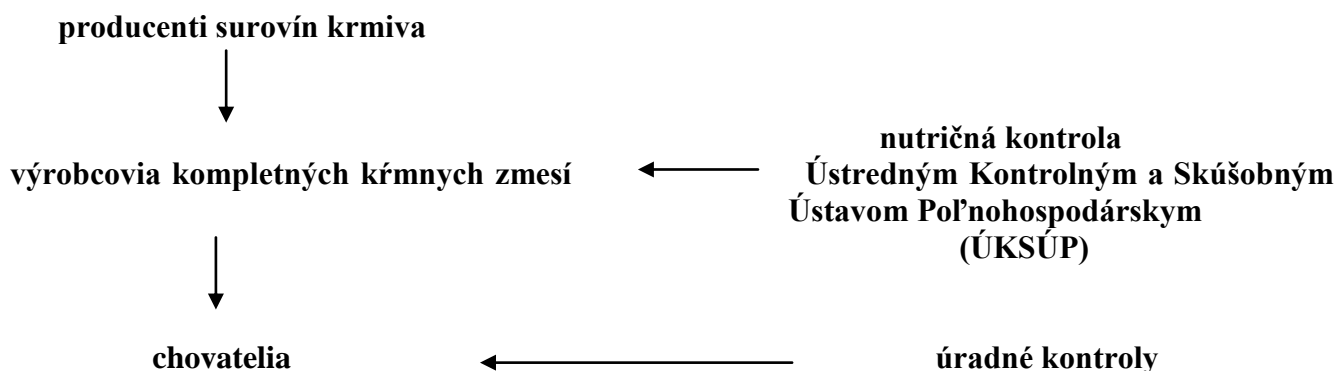 producenti surovín krmiva
nutričná kontrola
výrobcovia kompletných kŕmnych zmesí
Ústredným Kontrolným a Skúšobným
Ústavom Poľnohospodárskym
(ÚKSÚP)
chovatelia
úradné kontroly